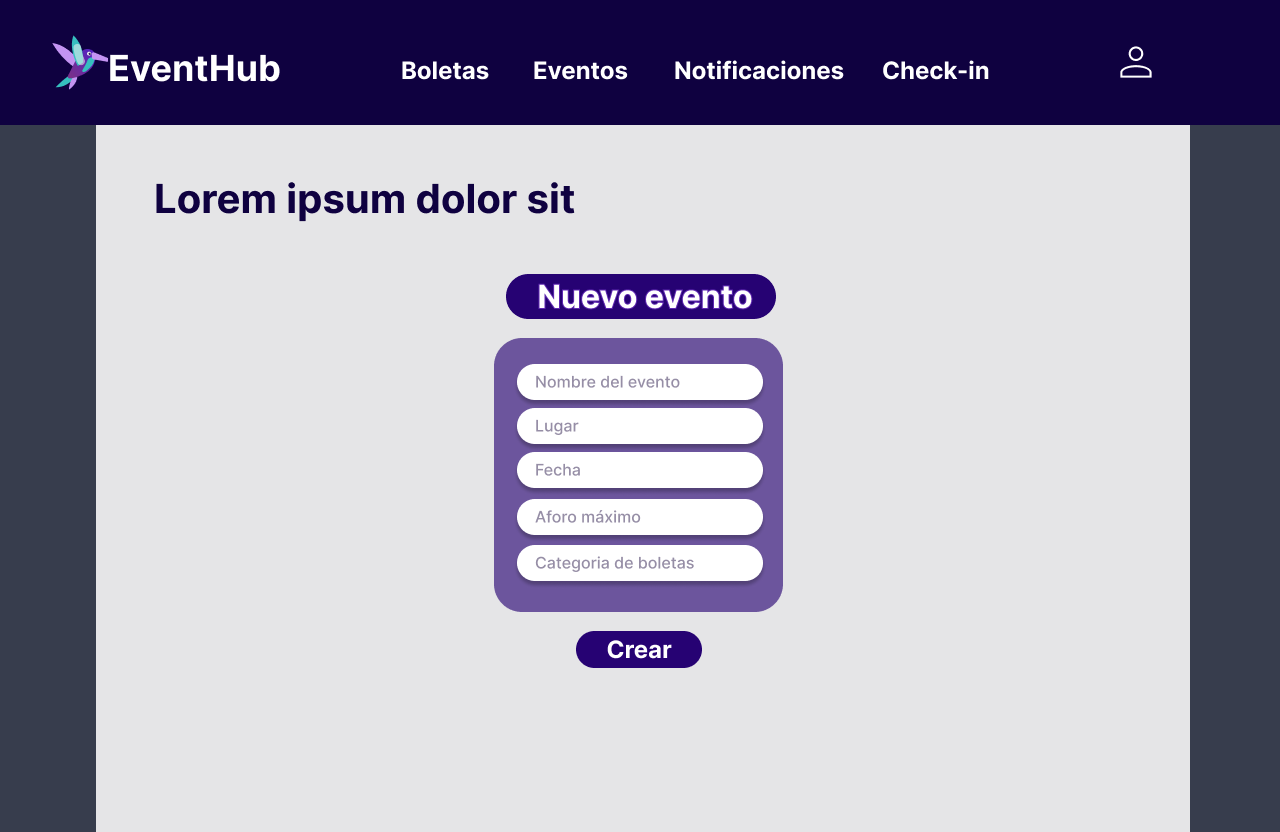 EventHub
Boletas Eventos Notificaciones Check-in
Lorem ipsum dolor sit
Nuevo evento
Nombre del evento
Lugar
Fecha
Aforo máximo
Categoria de boletas
Crear